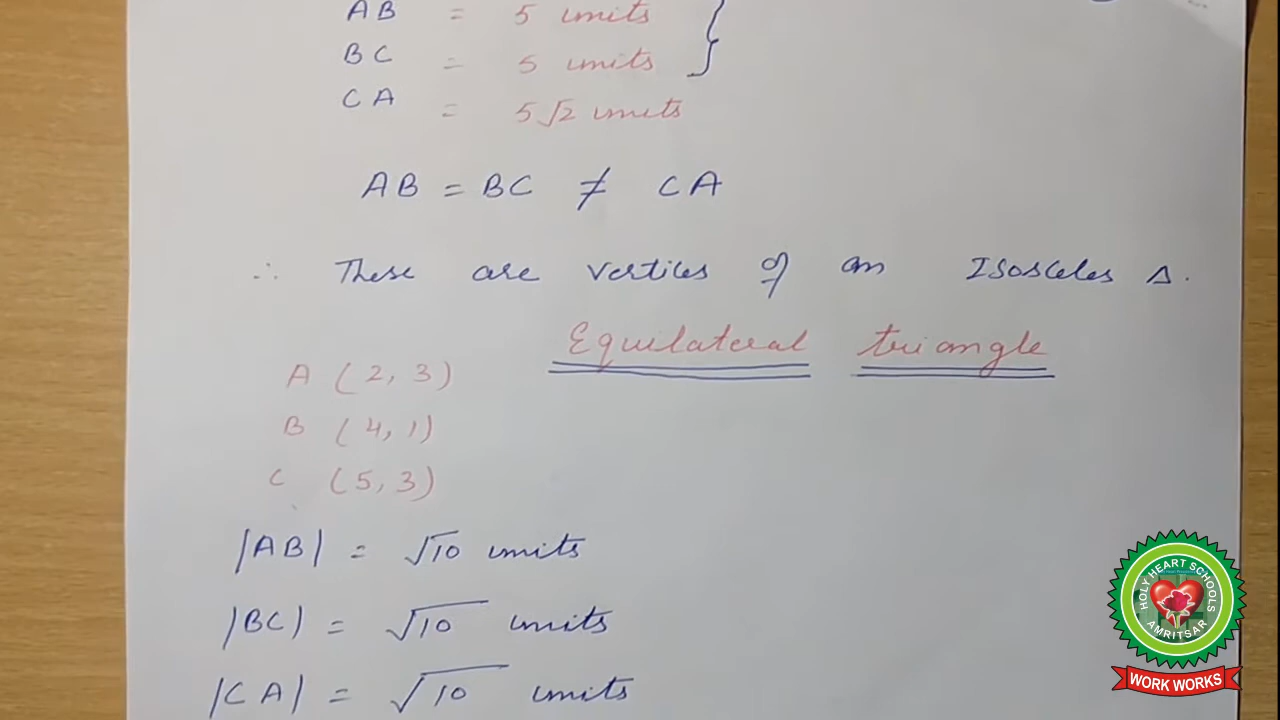 AB = 5 units
BC = 5 units
CA = 5√2 units
AB = BC ≠ CA
∴ These are vertices of an Isosceles Δ.
Equilateral triangle
A (2, 3)
B (4, 1)
C (5, 3)
|AB| = √10 units
|BC| = √10 units
|CA| = √10 units
HOLY HEART SCHOOLS
AMRITSAR
WORK WORKS